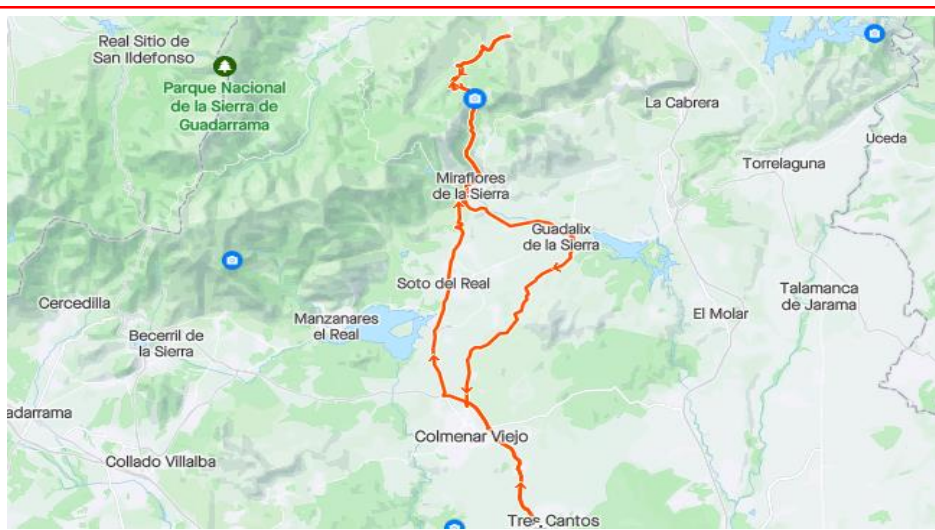 Real Sitio de
San Ildefonso
Parque Nacional
de la Sierra de
Guadarrama
La Cabrera
Uceda
Torrelaguna
Miraflores
de la Sierra
Guadalix
de la Sierra
Soto del Real
Talamanca
de Jarama
Cercedilla
Manzanares
el Real
El Molar
Becerril de
la Sierra
adarrama
Colmenar Viejo
Collado Villalba
Tres Cantos